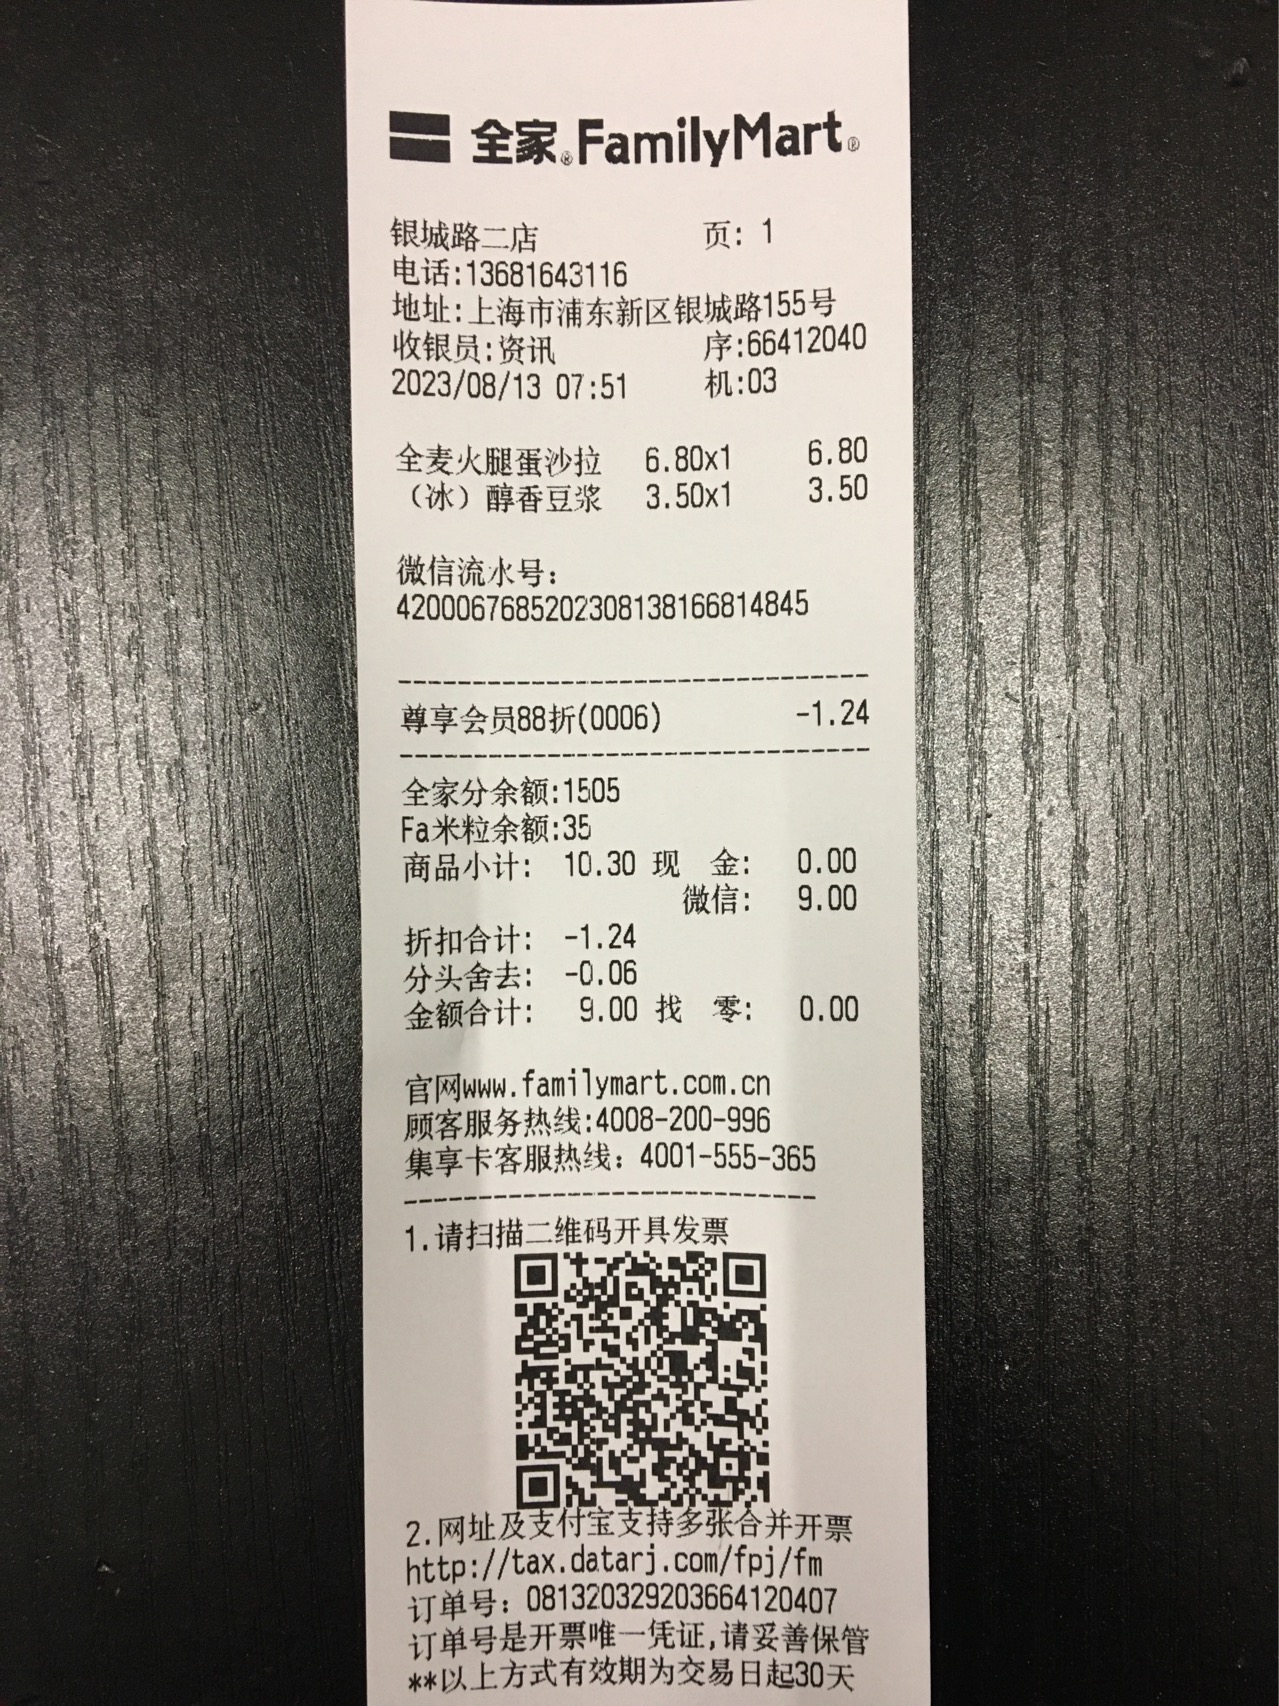 全家® FamilyMart®
银城路二店 页: 1
电话:13681643116
地址:上海市浦东新区银城路155号
收银员:资讯 序:66412040
2023/08/13 07:51 机:03
全麦火腿蛋沙拉 6.80x1 6.80
（冰）醇香豆浆 3.50x1 3.50
微信流水号:
4200067685202308138166814845
--------------------------------
尊享会员88折(0006) -1.24
--------------------------------
全家分余额:1505
Fa米粒余额:35
商品小计: 10.30 现 金: 0.00
微信: 9.00
折扣合计: -1.24
分头舍去: -0.06
金额合计: 9.00 找 零: 0.00
官网www.familymart.com.cn
顾客服务热线:4008-200-996
集享卡客服热线: 4001-555-365
----------------------------
1.请扫描二维码开具发票
2.网址及支付宝支持多张合并开票
http://tax.datarj.com/fpj/fm
订单号: 081320329203664120407
订单号是开票唯一凭证,请妥善保管
**以上方式有效期为交易日起30天